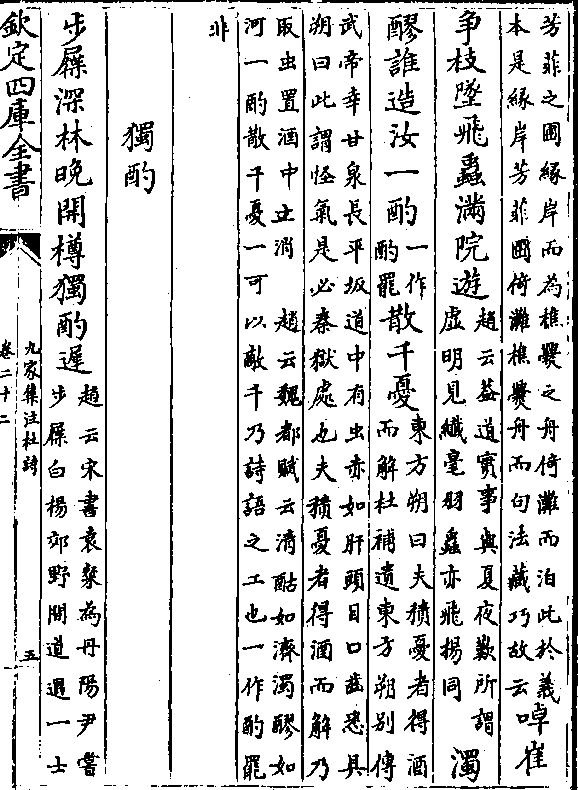 芳菲之圃緣岸而為樵爨之舟倚灘而泊此於義
本是緣岸芳菲圃倚灘樵爨舟而句法藏巧故云
啅崔
爭枝墜飛蟲滿院遊
趙云蓋道實事與夏夜歎所謂
虛明見纖毫羽蟲亦飛揚同
濁
醪誰造汝一酌
一作
酌罷
散千憂
東方朔曰夫積憂者得酒
而解杜補遺東方朔別傳
武帝幸甘泉長平坂道中有虫赤如肝頭目口齒悉具
朔曰此謂怪氣是必秦獄處也夫積憂者得酒而解乃
取虫置酒中立消 趙云魏都賦云清酤如濟濁醪如
河一酌散千憂一可以敵千乃詩語之工也一作酌罷
非
獨酌
步屧深林晚開樽獨酌遲
趙云宋書袁粲為丹陽尹嘗
步屧白楊郊野間道遇一士
欽定四庫全書
九家集注杜詩
卷二十二
五